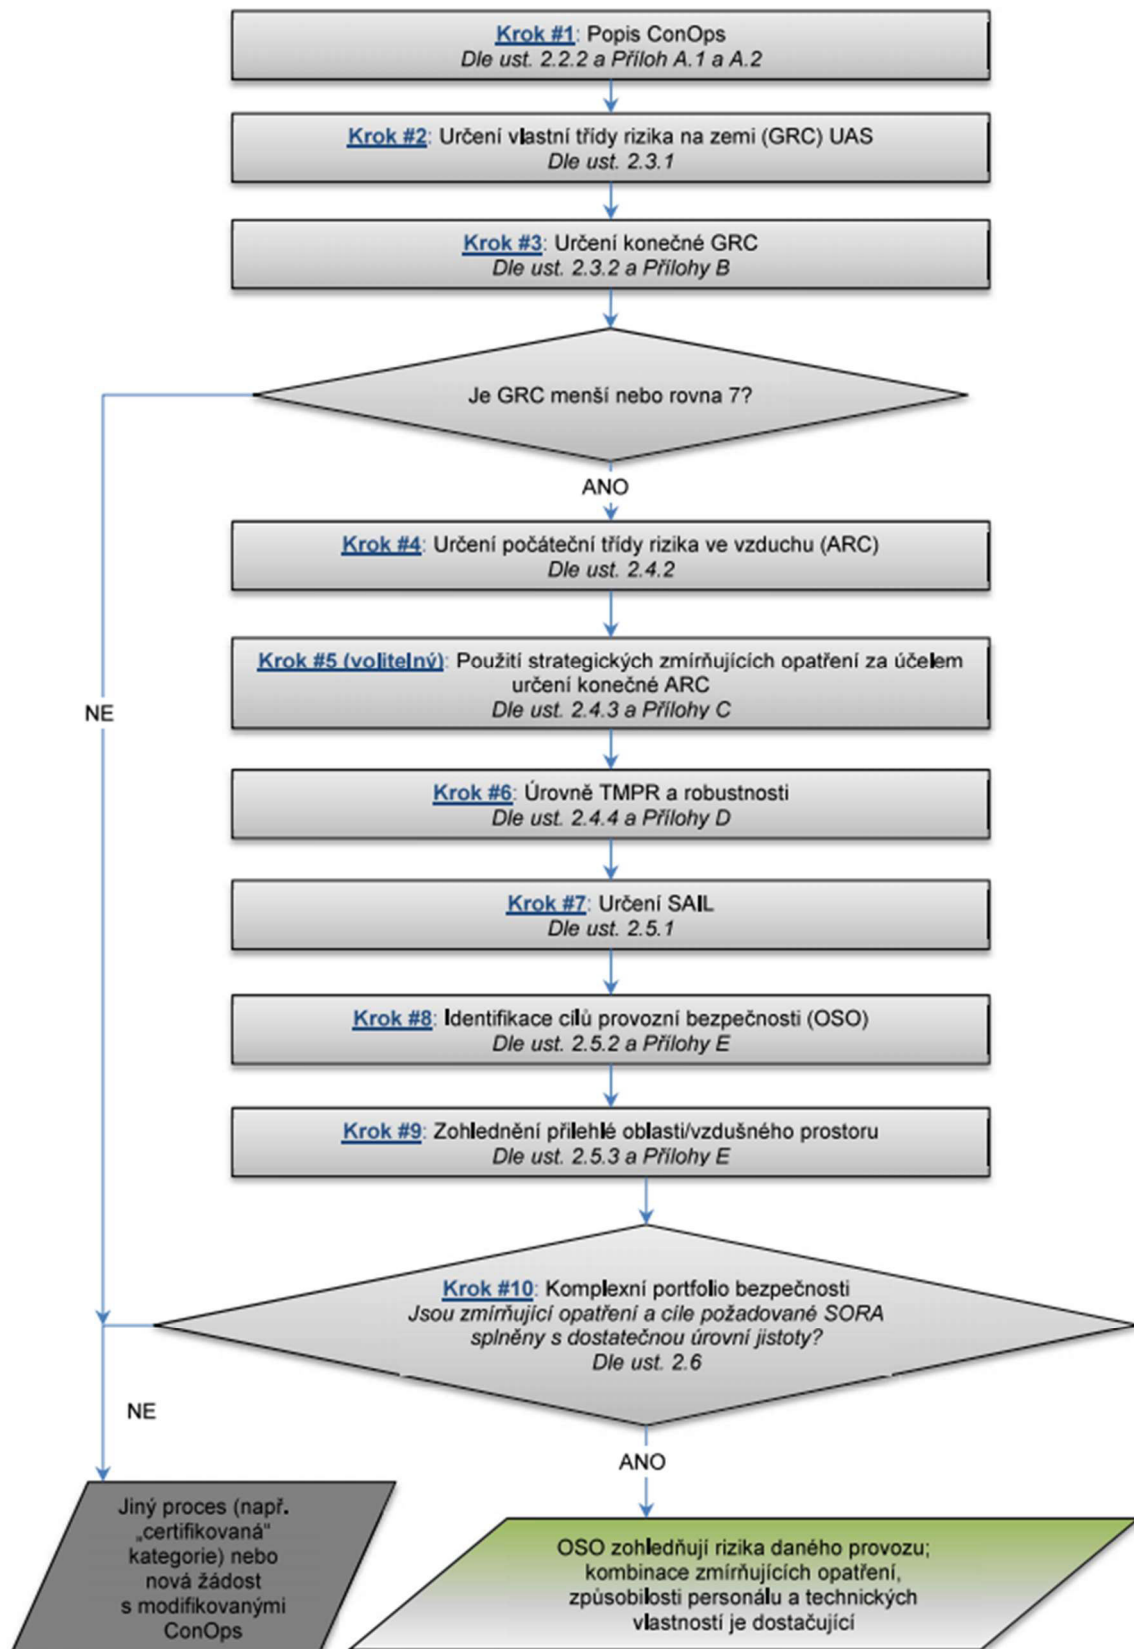 Krok #1: Popis ConOps
Dle ust. 2.2.2 a Příloh A.1 a A.2
Krok #2: Určení vlastní třídy rizika na zemi (GRC) UAS
Dle ust. 2.3.1
Krok #3: Určení konečné GRC
Dle ust. 2.3.2 a Přílohy B
Je GRC menší nebo rovna 7?
ANO
Krok #4: Určení počáteční třídy rizika ve vzduchu (ARC)
Dle ust. 2.4.2
Krok #5 (volitelný): Použití strategických zmírňujících opatření za účelem
určení konečné ARC
Dle ust. 2.4.3 a Přílohy C
NE
Krok #6: Úrovně TMPR a robustnosti
Dle ust. 2.4.4 a Přílohy D
Krok #7: Určení SAIL
Dle ust. 2.5.1
Krok #8: Identifikace cílů provozní bezpečnosti (OSO)
Dle ust. 2.5.2 a Přílohy E
Krok #9: Zohlednění přilehlé oblasti/vzdušného prostoru
Dle ust. 2.5.3 a Přílohy E
Krok #10: Komplexní portfolio bezpečnosti
Jsou zmírňující opatření a cíle požadované SORA
splněny s dostatečnou úrovní jistoty?
Dle ust. 2.6
NE
ANO
Jiný proces (např.
„certifikovaná“
kategorie) nebo
nová žádost
s modifikovanými
ConOps
OSO zohledňují rizika daného provozu;
kombinace zmírňujících opatření,
způsobilosti personálu a technických
vlastností je dostačující